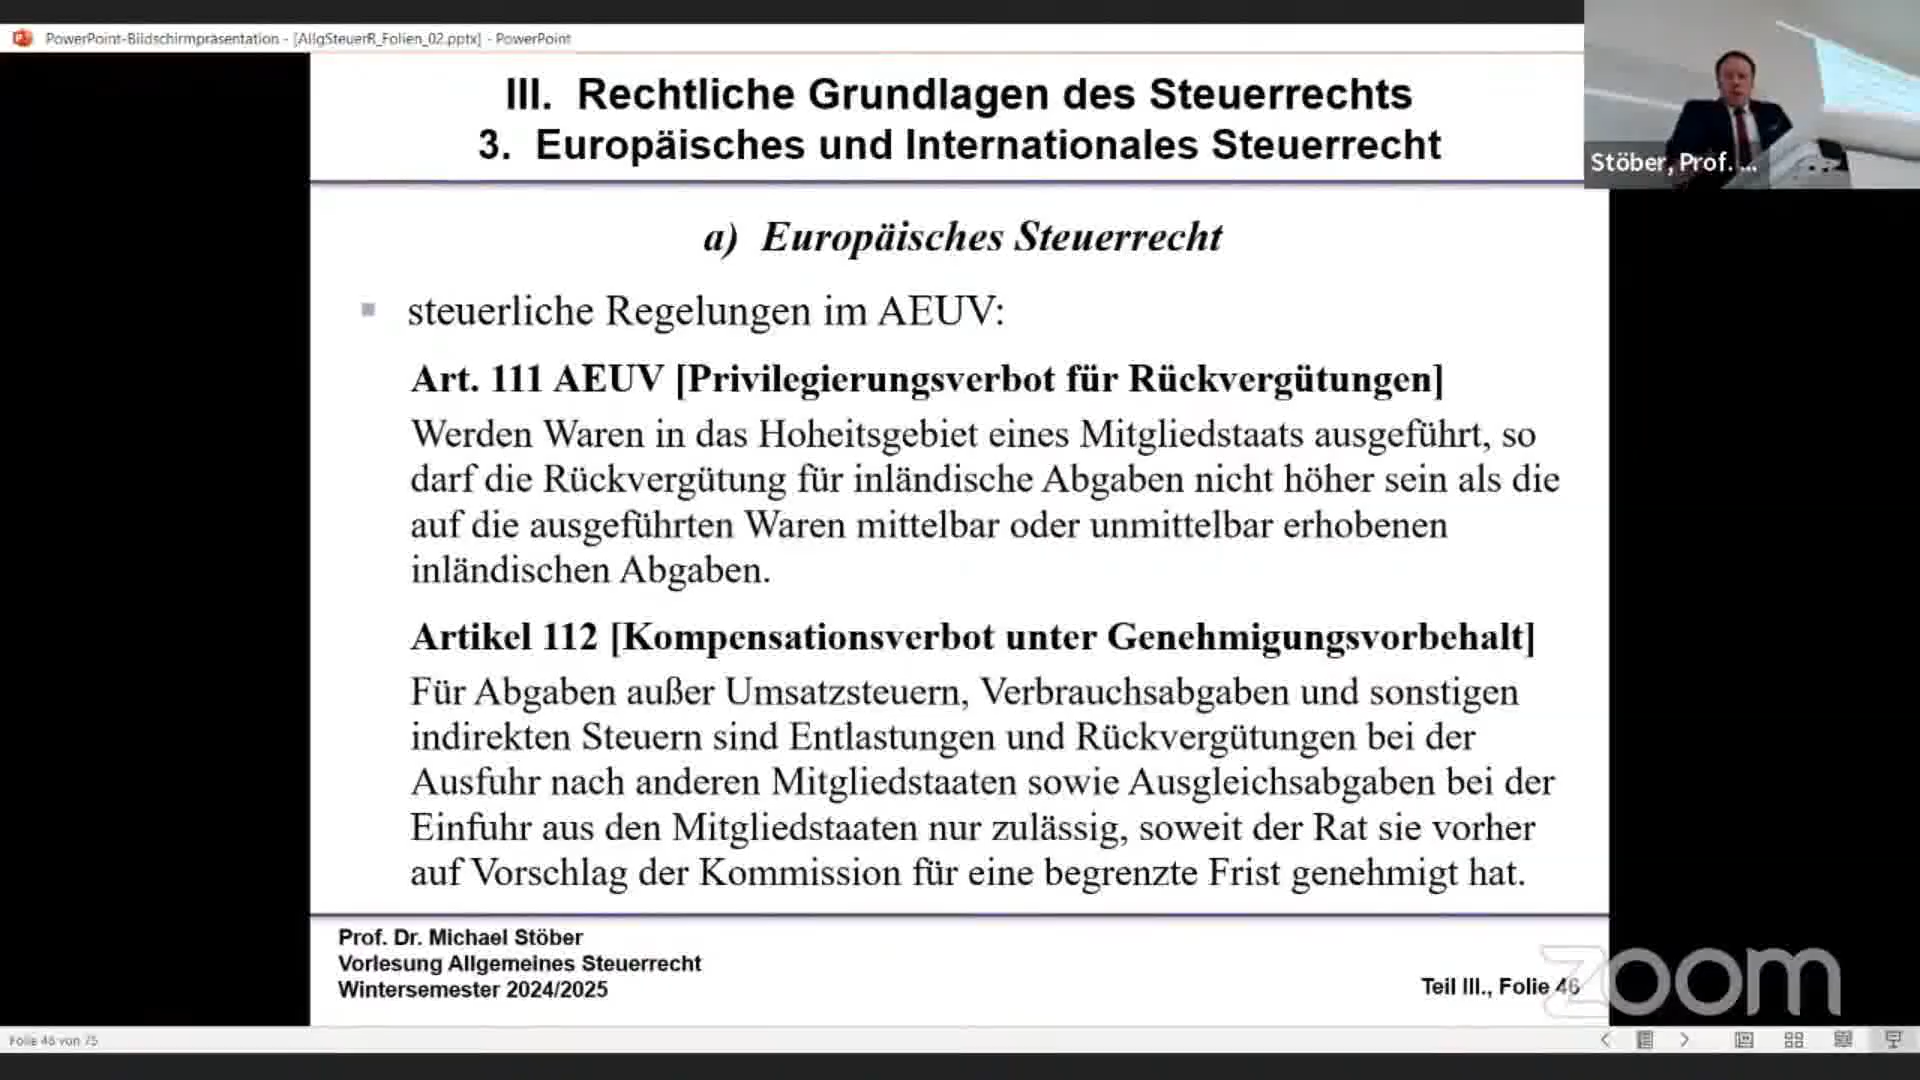 PowerPoint-Bildschirmpräsentation - [AllgSteuerR_Folien_02.pptx] - PowerPoint
III. Rechtliche Grundlagen des Steuerrechts
3. Europäisches und Internationales Steuerrecht
Stöber, Prof. ...
a) Europäisches Steuerrecht
steuerliche Regelungen im AEUV:
Art. 111 AEUV [Privilegierungsverbot für Rückvergütungen]
Werden Waren in das Hoheitsgebiet eines Mitgliedstaats ausgeführt, so
darf die Rückvergütung für inländische Abgaben nicht höher sein als die
auf die ausgeführten Waren mittelbar oder unmittelbar erhobenen
inländischen Abgaben.
Artikel 112 [Kompensationsverbot unter Genehmigungsvorbehalt]
Für Abgaben außer Umsatzsteuern, Verbrauchsabgaben und sonstigen
indirekten Steuern sind Entlastungen und Rückvergütungen bei der
Ausfuhr nach anderen Mitgliedstaaten sowie Ausgleichsabgaben bei der
Einfuhr aus den Mitgliedstaaten nur zulässig, soweit der Rat sie vorher
auf Vorschlag der Kommission für eine begrenzte Frist genehmigt hat.
Prof. Dr. Michael Stöber
Vorlesung Allgemeines Steuerrecht
Wintersemester 2024/2025
Teil III., Folie 46
zoom
Folie 46 von 75